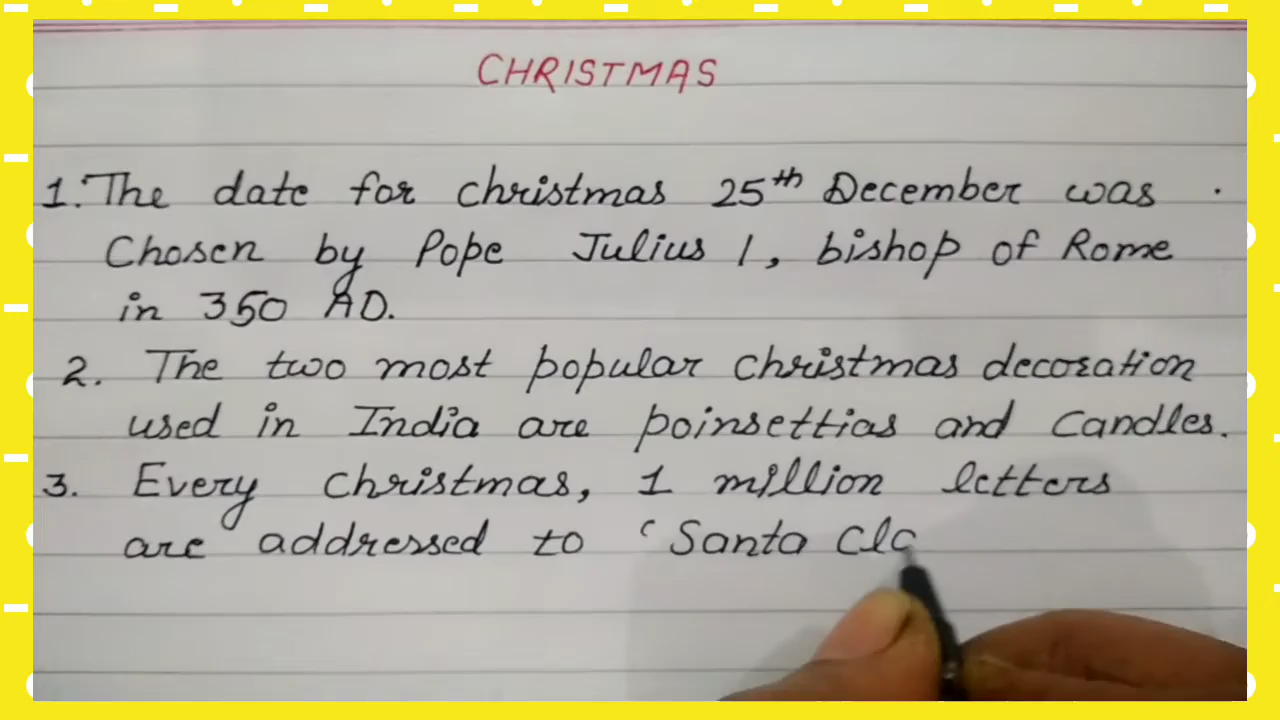 CHRISTMAS
1. The date for christmas 25th December was
Chosen by Pope Julius 1, bishop of Rome
in 350 AD.
2. The two most popular christmas decoration
used in India are poinsettias and candles.
3. Every christmas, 1 million letters
are addressed to ‘Santa Cla